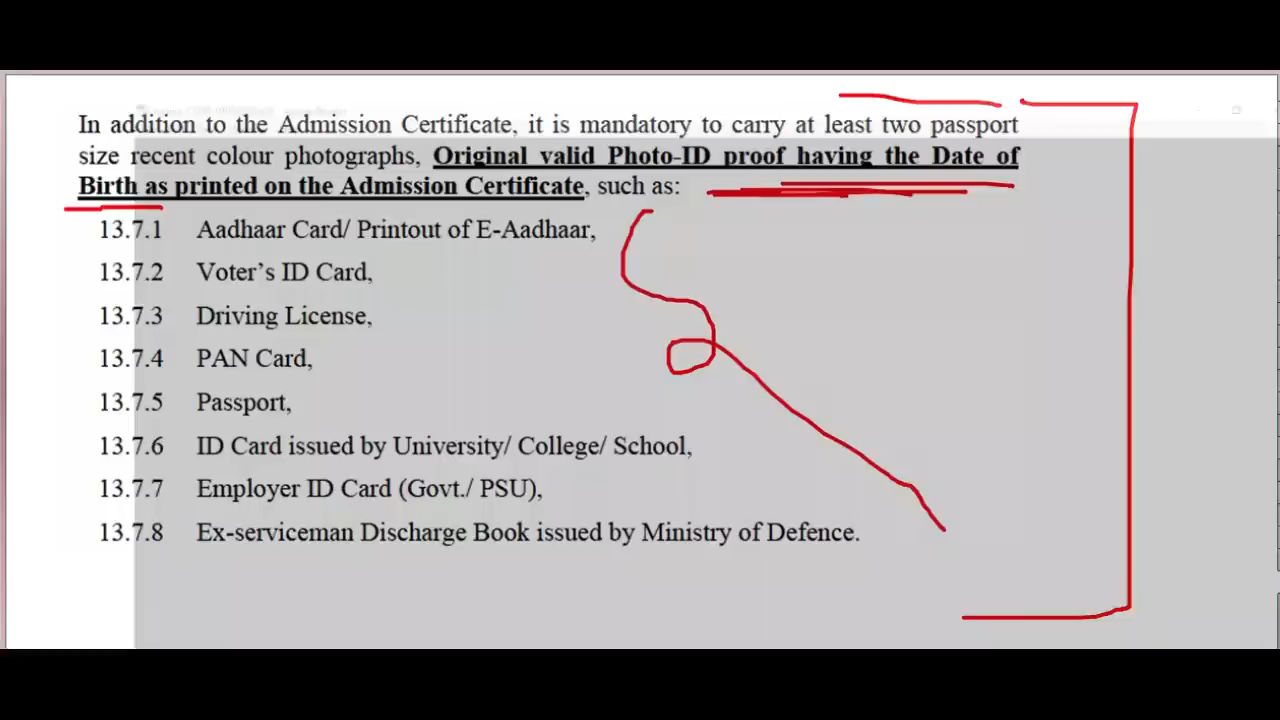 In addition to the Admission Certificate, it is mandatory to carry at least two passport
size recent colour photographs, Original valid Photo-ID proof having the Date of
Birth as printed on the Admission Certificate, such as:
13.7.1 Aadhaar Card/ Printout of E-Aadhaar,
13.7.2 Voter's ID Card,
13.7.3 Driving License,
13.7.4 PAN Card,
13.7.5 Passport,
13.7.6 ID Card issued by University/ College/ School,
13.7.7 Employer ID Card (Govt./ PSU),
13.7.8 Ex-serviceman Discharge Book issued by Ministry of Defence.